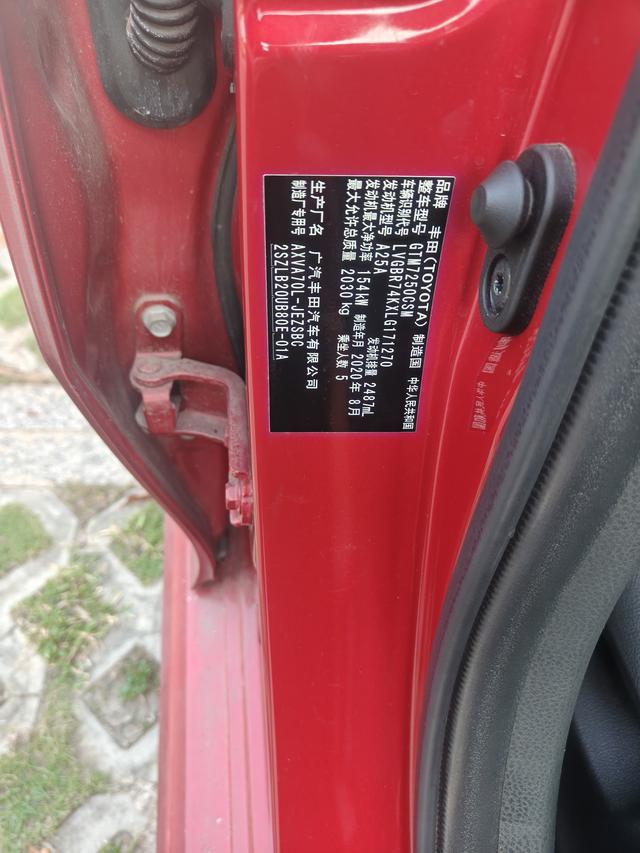 品牌 丰田(TOYOTA) 制造国 中华人民共和国
整车型号 GTM7250CSM
车辆识别代号 LVGBR74KXLG171270
发动机型号 A25A 发动机排量 2487mL
发动机最大净功率 154kW 制造年月 2020年 8月
最大允许总质量 2030kg 乘坐人数 5
生产厂名 广汽丰田汽车有限公司
制造厂专用号 AXVA70L-JEZSBC
2SZLB20UB80E-01A